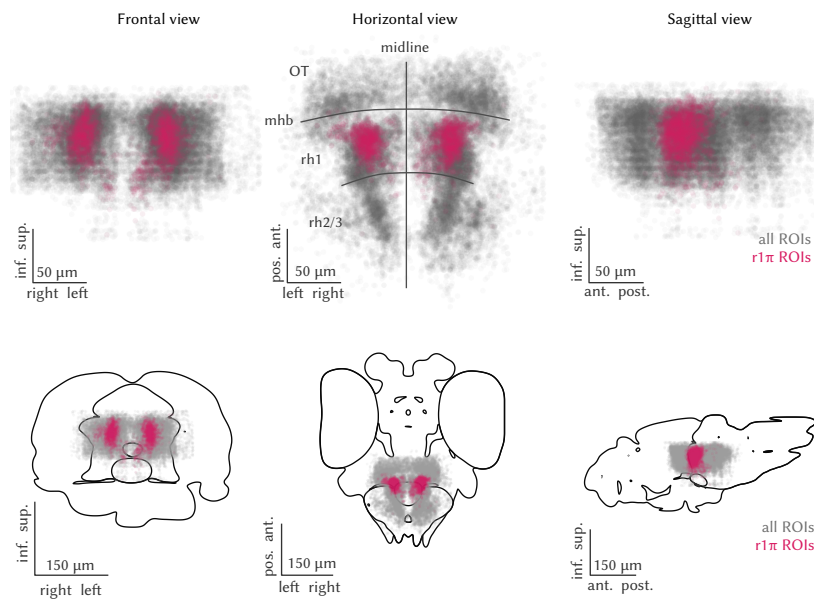 Frontal view
Horizontal view
Sagittal view
midline
OT
mhb
rh1
rh2/3
inf. sup.
50 µm
right left
pos. ant.
50 µm
left right
inf. sup.
50 µm
ant. post.
all ROIs
r1π ROIs
inf. sup.
150 µm
right left
pos. ant.
150 µm
left right
inf. sup.
150 µm
ant. post.
all ROIs
r1π ROIs